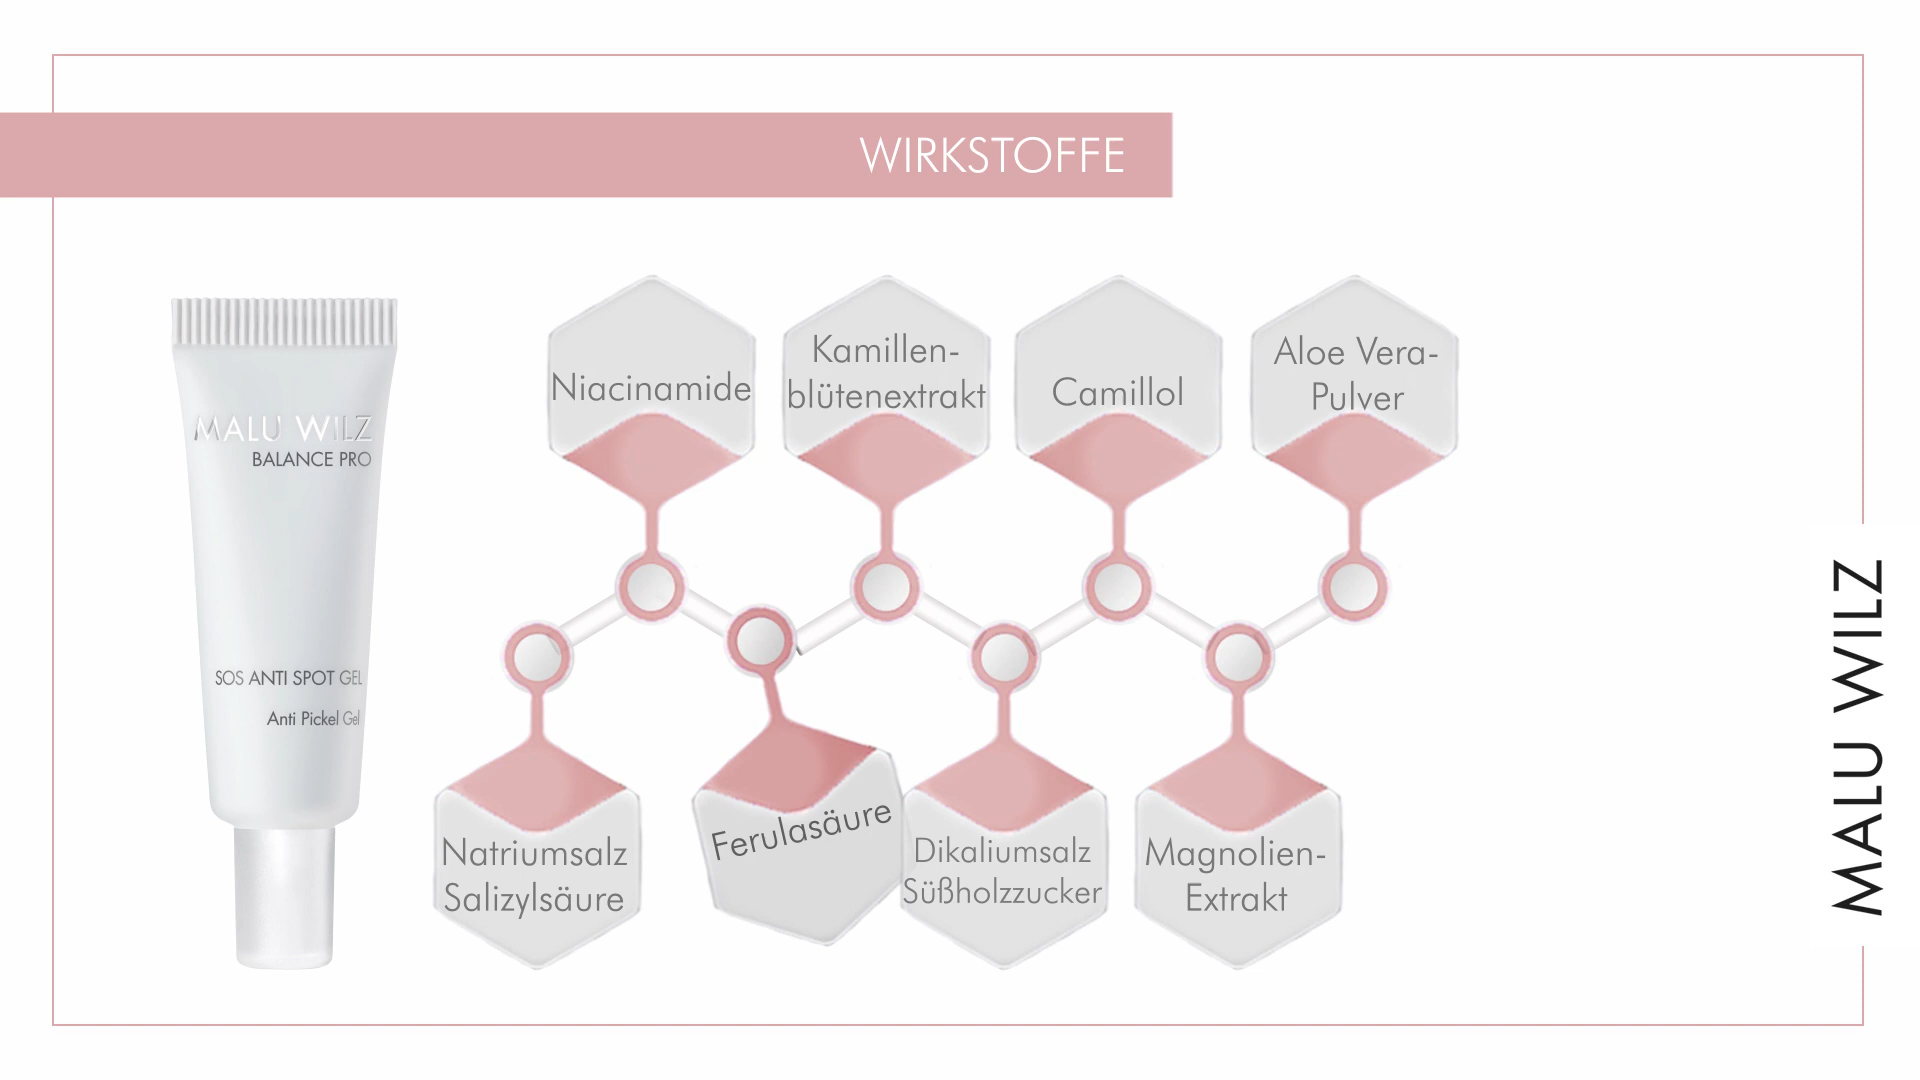 WIRKSTOFFE
MALU WILZ
BALANCE PRO
SOS ANTI SPOT GEL
Anti Pickel Gel
Niacinamide
Kamillen-
blütenextrakt
Camillol
Aloe Vera-
Pulver
Natriumsalz
Salizylsäure
Ferulasäure
Dikaliumsalz
Süßholzzucker
Magnolien-
Extrakt
MALU WILZ